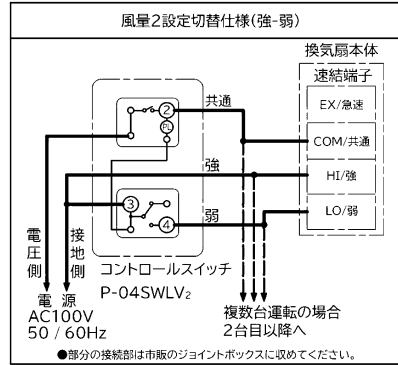 風量2設定切替仕様(強-弱)
換気扇本体
速結端子
EX/急速
COM/共通
HI/強
LO/弱
共通
強
弱
②
PL
③
④
電圧側
接地側
コントロールスイッチ
P-04SWLV₂
電源
AC100V
50 / 60Hz
複数台運転の場合
2台目以降へ
●部分の接続部は市販のジョイントボックスに収めてください。